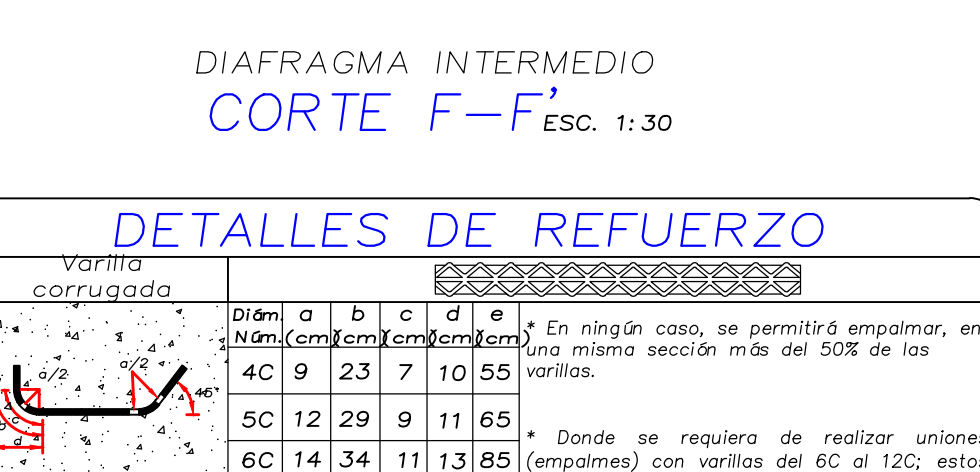 DIAFRAGMA INTERMEDIO
CORTE F-F' ESC. 1:30
DETALLES DE REFUERZO
Varilla
corrugada
Diám. a b c d e
Núm. (cm) (cm) (cm) (cm) (cm)
4C 9 23 7 10 55
5C 12 29 9 11 65
6C 14 34 11 13 85
a/2 a/2
45°
c
d
* En ningún caso, se permitirá empalmar, en
una misma sección más del 50% de las
varillas.
* Donde se requiera de realizar uniones
(empalmes) con varillas del 6C al 12C; estas